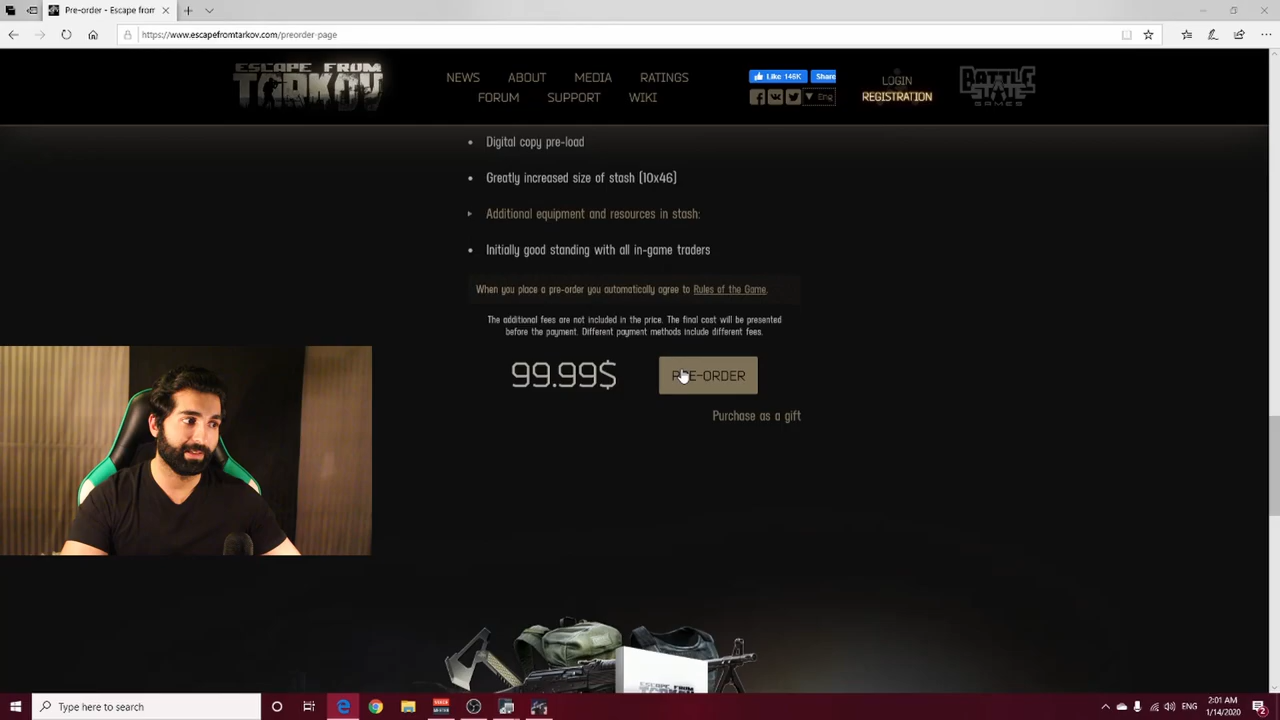 Pre-order - Escape from
https://www.escapefromtarkov.com/preorder-page
ESCAPE FROM
TARKOV
NEWS ABOUT MEDIA RATINGS
FORUM SUPPORT WIKI
Like 146K Share
Eng
LOGIN
REGISTRATION
BATTLE
STATE
GAMES
• Digital copy pre-load
• Greatly increased size of stash (10x46)
Additional equipment and resources in stash:
• Initially good standing with all in-game traders
When you place a pre-order you automatically agree to Rules of the Game.
The additional fees are not included in the price. The final cost will be presented
before the payment. Different payment methods include different fees.
99.99$ PRE-ORDER
Purchase as a gift
ESCAPE FROM
TARKOV
Type here to search
ENG
2:01 AM
1/14/2020
2